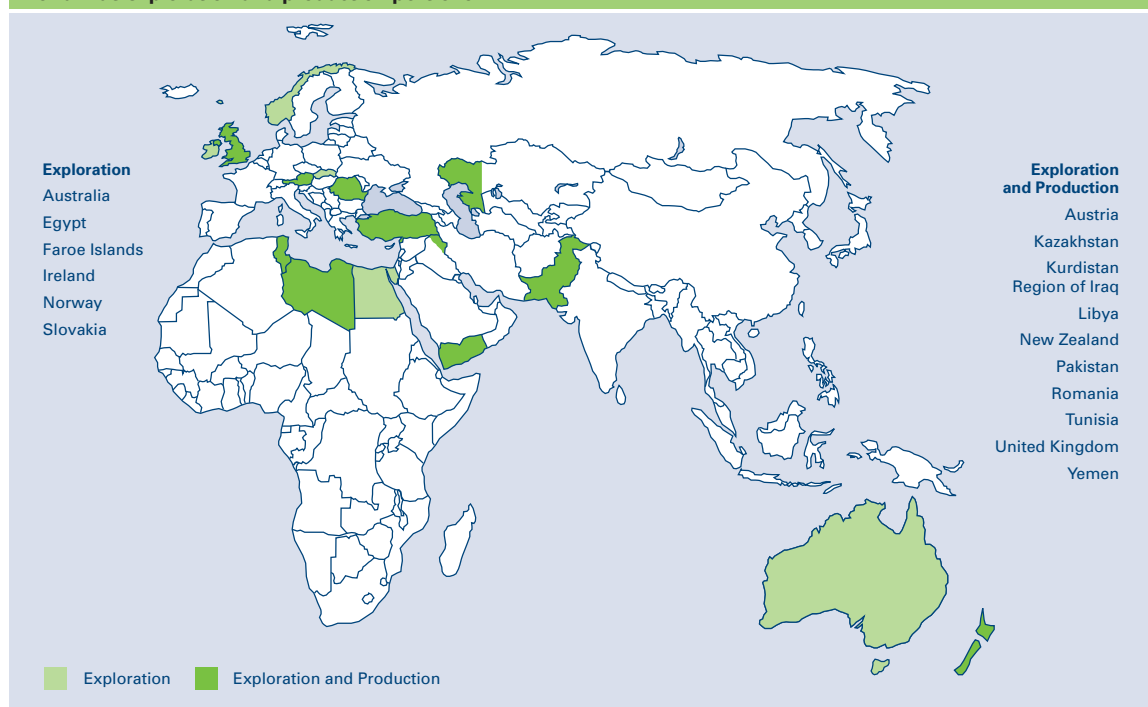 Exploration
Australia
Egypt
Faroe Islands
Ireland
Norway
Slovakia
Exploration
and Production
Austria
Kazakhstan
Kurdistan
Region of Iraq
Libya
New Zealand
Pakistan
Romania
Tunisia
United Kingdom
Yemen
Exploration
Exploration and Production